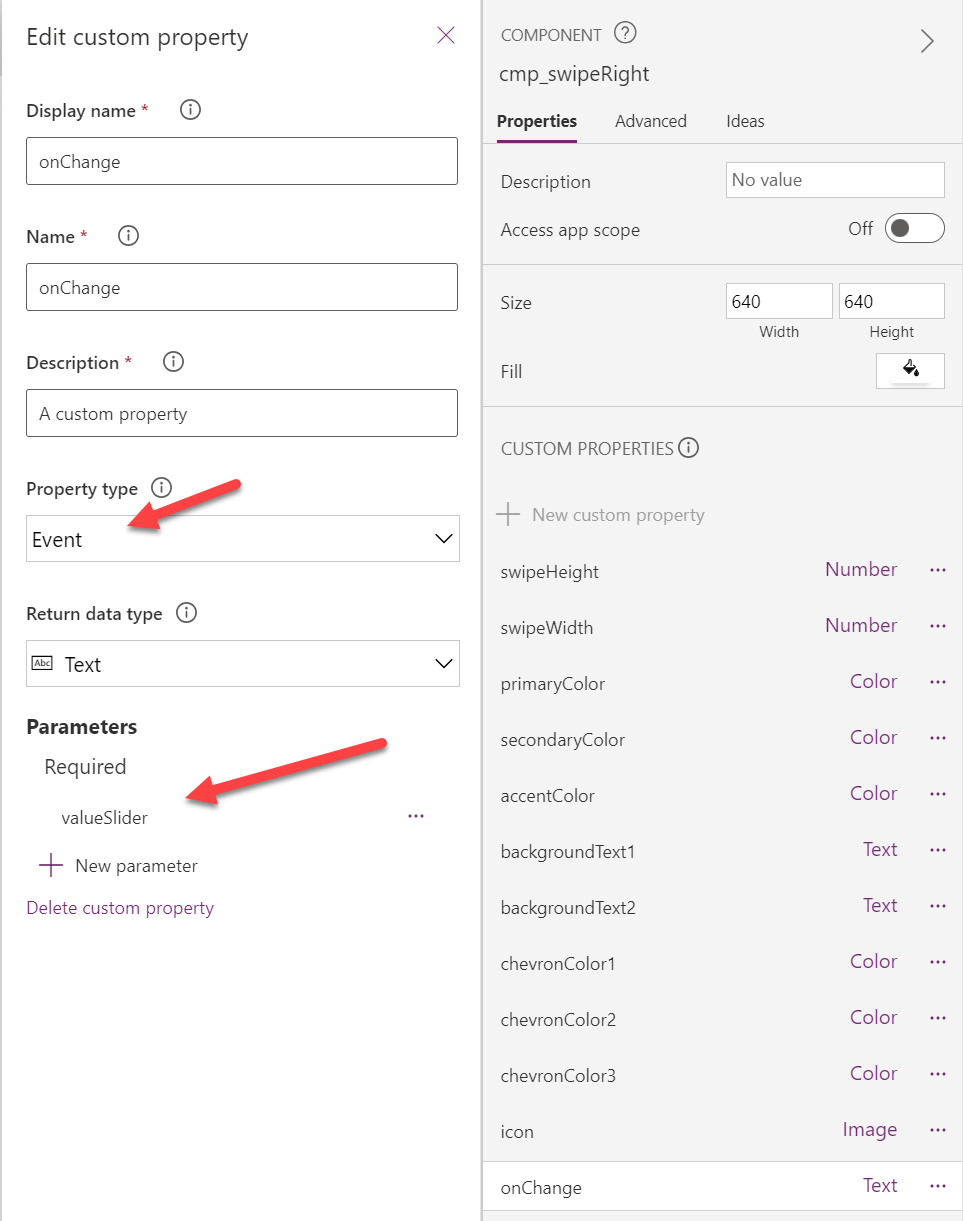 Edit custom property
Display name *
onChange
Name *
onChange
Description *
A custom property
Property type
Event
Return data type
Abc Text
Parameters
Required
valueSlider
New parameter
Delete custom property
COMPONENT
cmp_swipeRight
Properties Advanced Ideas
Description No value
Access app scope Off
Size 640 640
Width Height
Fill
CUSTOM PROPERTIES
New custom property
swipeHeight Number
swipeWidth Number
primaryColor Color
secondaryColor Color
accentColor Color
backgroundText1 Text
backgroundText2 Text
chevronColor1 Color
chevronColor2 Color
chevronColor3 Color
icon Image
onChange Text